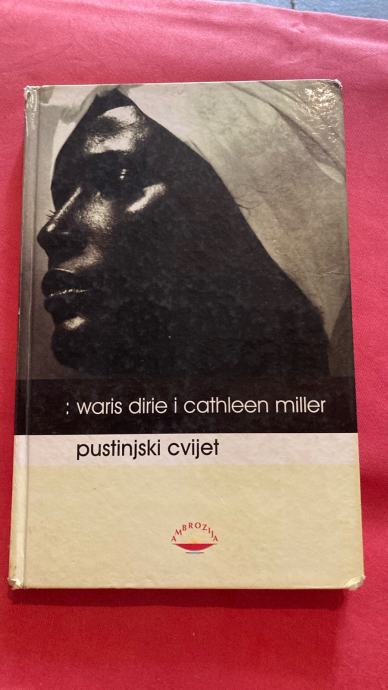 : waris dirie i cathleen miller
pustinjski cvijet
AMBROZIJA